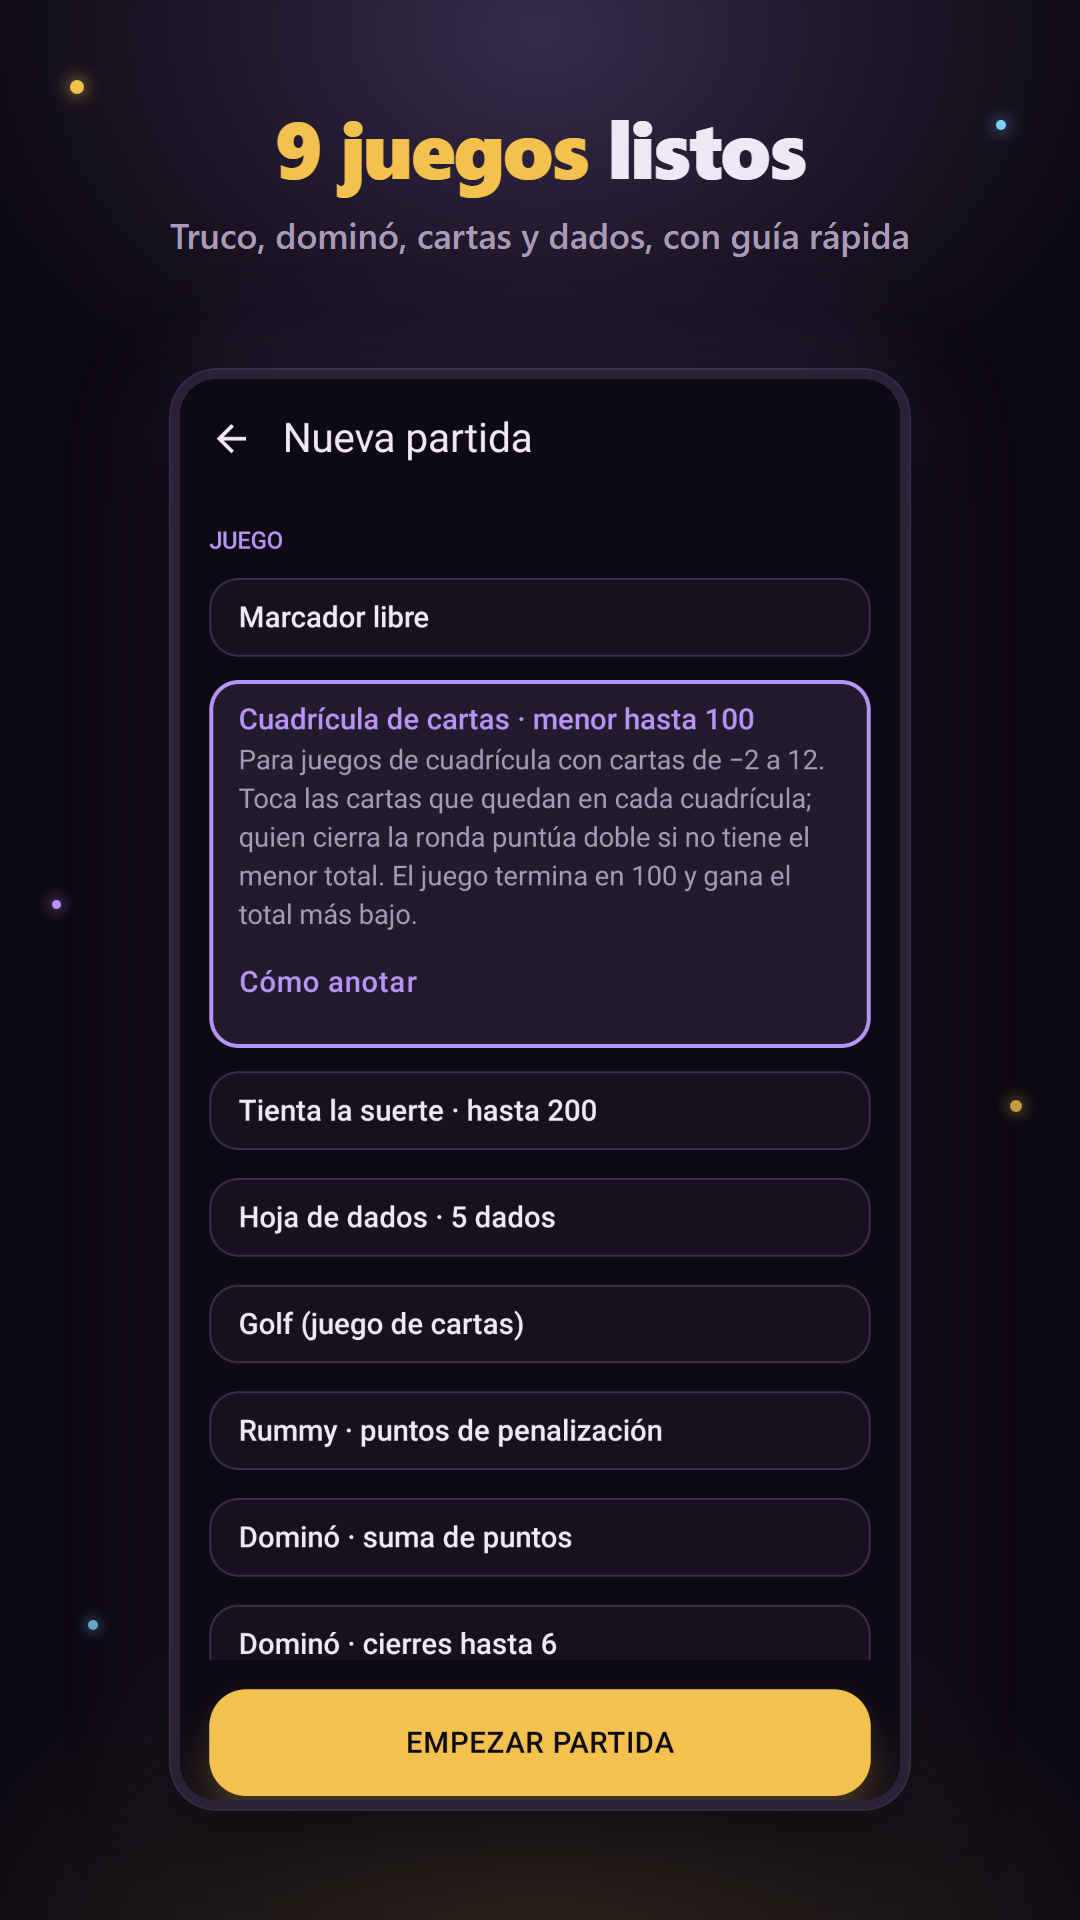 9 juegos listos
Truco, dominó, cartas y dados, con guía rápida
Nueva partida
JUEGO
Marcador libre
Cuadrícula de cartas · menor hasta 100
Para juegos de cuadrícula con cartas de −2 a 12.
Toca las cartas que quedan en cada cuadrícula;
quien cierra la ronda puntúa doble si no tiene el
menor total. El juego termina en 100 y gana el
total más bajo.
Cómo anotar
Tienta la suerte · hasta 200
Hoja de dados · 5 dados
Golf (juego de cartas)
Rummy · puntos de penalización
Dominó · suma de puntos
Dominó · cierres hasta 6
EMPEZAR PARTIDA